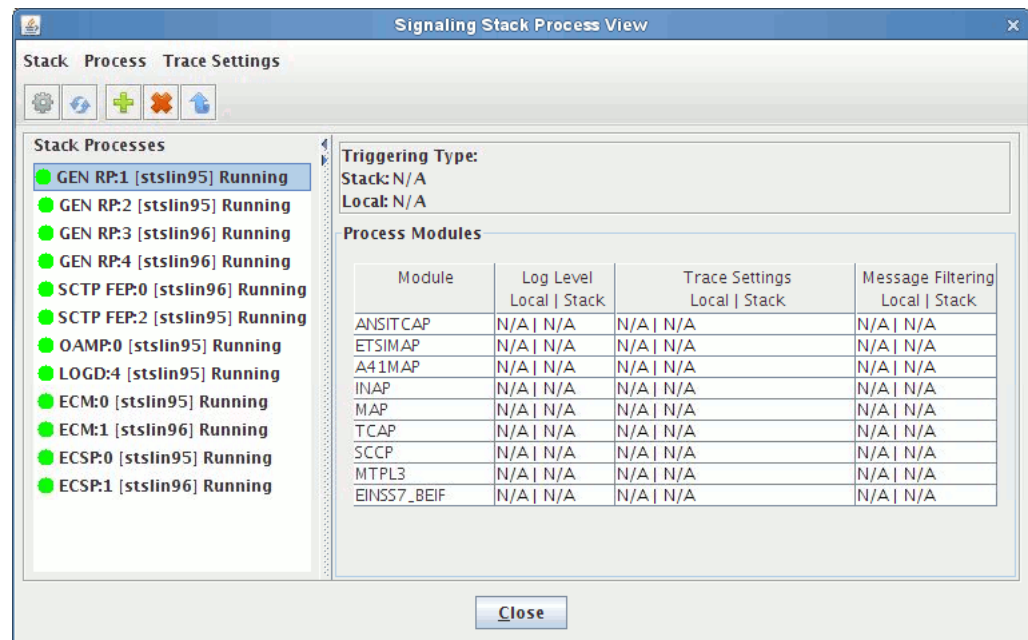 Signaling Stack Process View
Stack Process Trace Settings
Stack Processes
GEN RP:1 [stslin95] Running
GEN RP:2 [stslin95] Running
GEN RP:3 [stslin96] Running
GEN RP:4 [stslin96] Running
SCTP FEP:0 [stslin96] Running
SCTP FEP:2 [stslin95] Running
OAMP:0 [stslin95] Running
LOGD:4 [stslin95] Running
ECM:0 [stslin95] Running
ECM:1 [stslin96] Running
ECSP:0 [stslin95] Running
ECSP:1 [stslin96] Running
Triggering Type:
Stack: N/A
Local: N/A
Process Modules
Module Log Level Trace Settings Message Filtering
Local | Stack Local | Stack Local | Stack
ANSITCAP N/A | N/A N/A | N/A N/A | N/A
ETSIMAP N/A | N/A N/A | N/A N/A | N/A
A41MAP N/A | N/A N/A | N/A N/A | N/A
INAP N/A | N/A N/A | N/A N/A | N/A
MAP N/A | N/A N/A | N/A N/A | N/A
TCAP N/A | N/A N/A | N/A N/A | N/A
SCCP N/A | N/A N/A | N/A N/A | N/A
MTPL3 N/A | N/A N/A | N/A N/A | N/A
EINSS7_BEIF N/A | N/A N/A | N/A N/A | N/A
Close